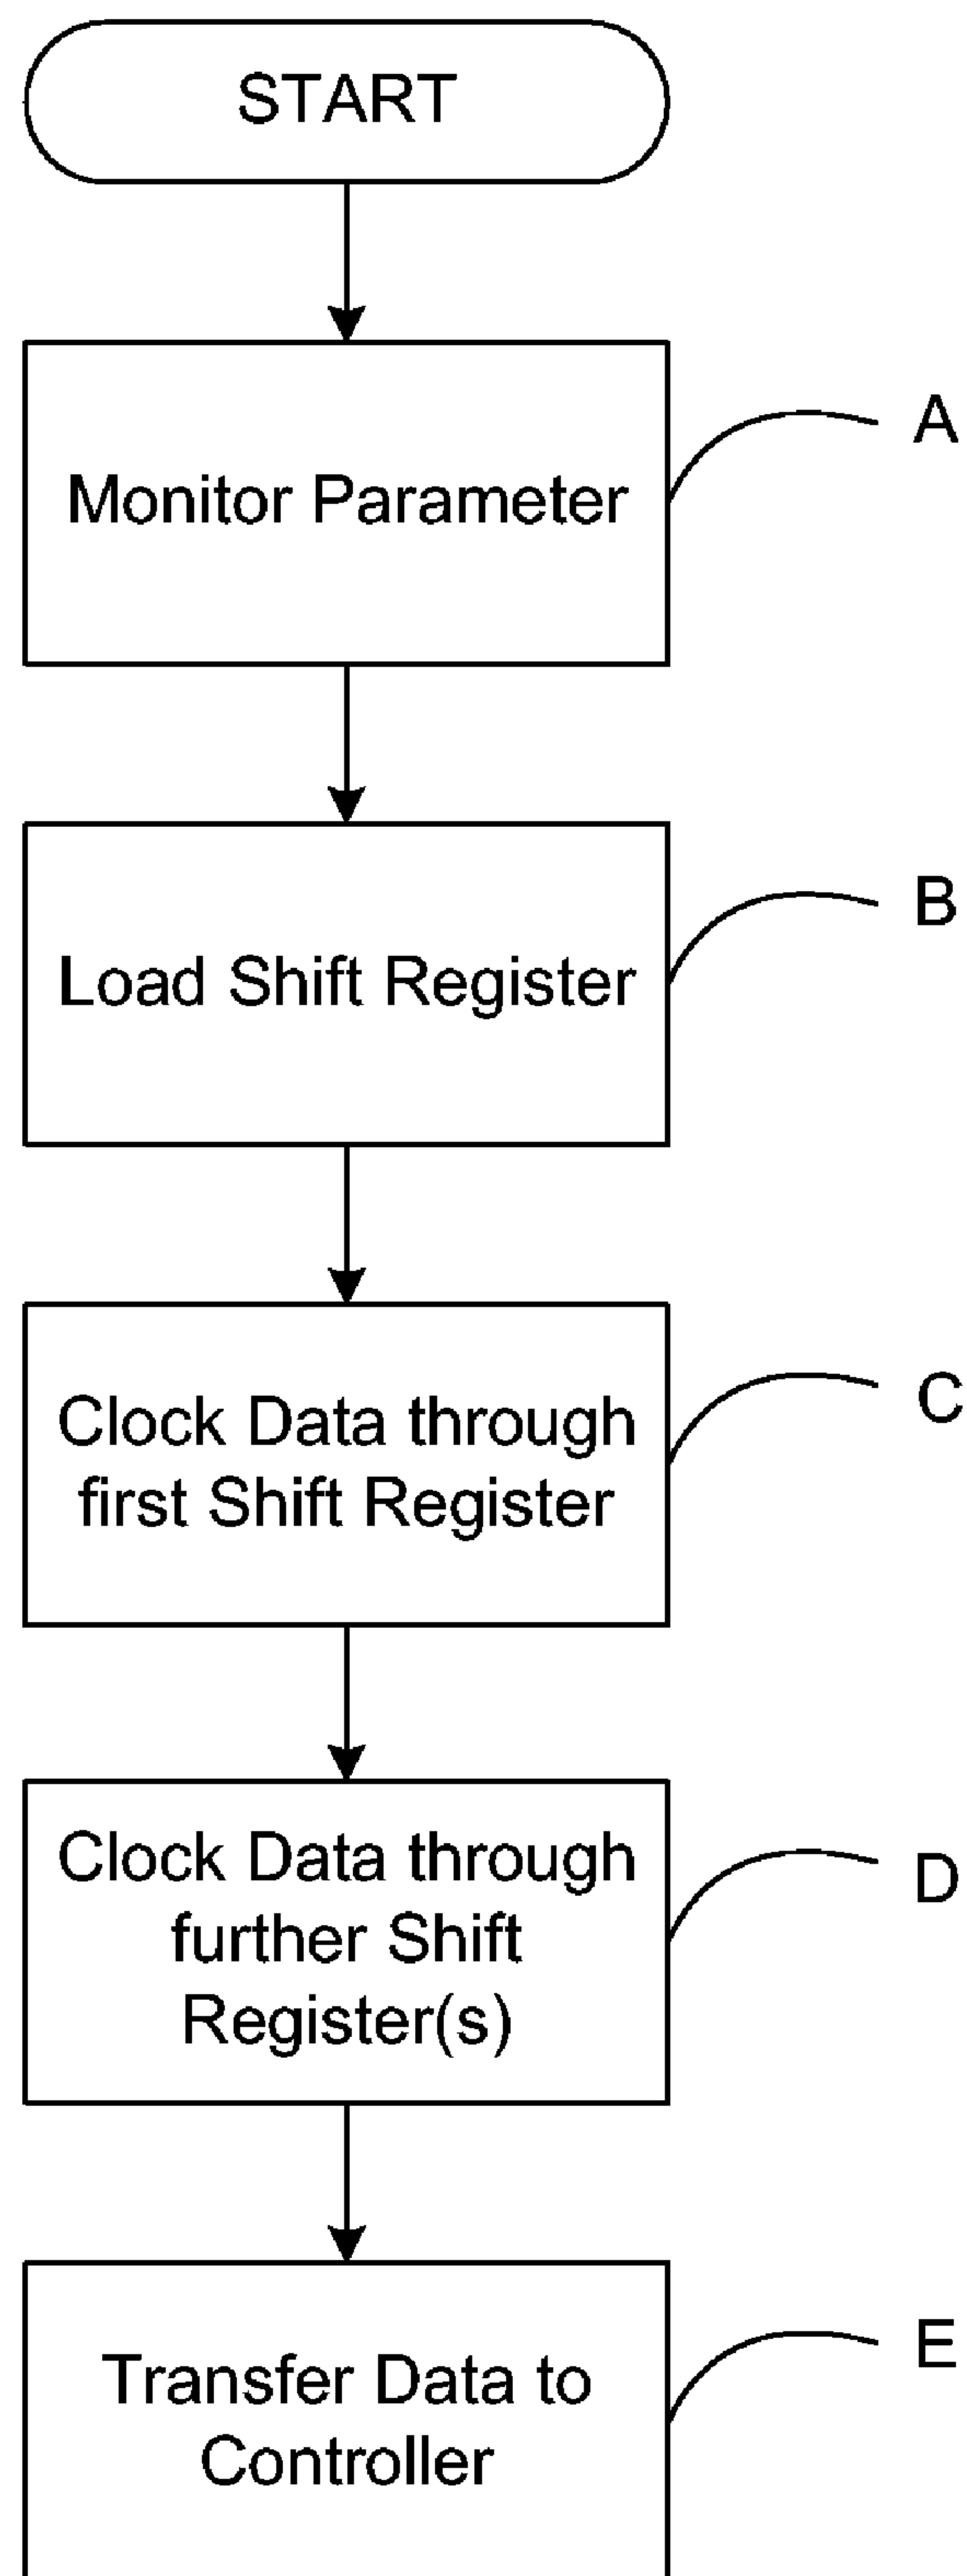 START
Monitor Parameter
A
Load Shift Register
B
Clock Data through
first Shift Register
C
Clock Data through
further Shift
Register(s)
D
Transfer Data to
Controller
E